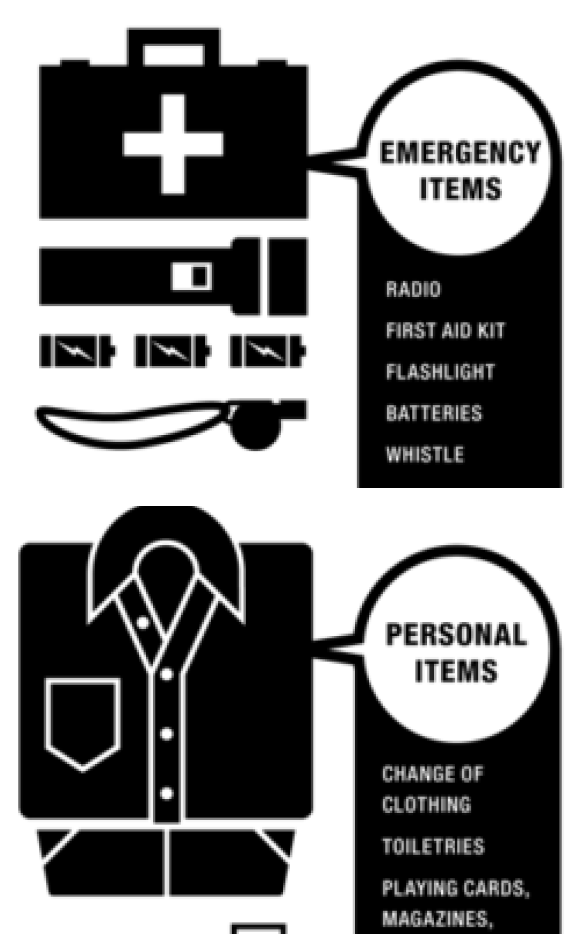 EMERGENCY
ITEMS
RADIO
FIRST AID KIT
FLASHLIGHT
BATTERIES
WHISTLE
PERSONAL
ITEMS
CHANGE OF
CLOTHING
TOILETRIES
PLAYING CARDS,
MAGAZINES,